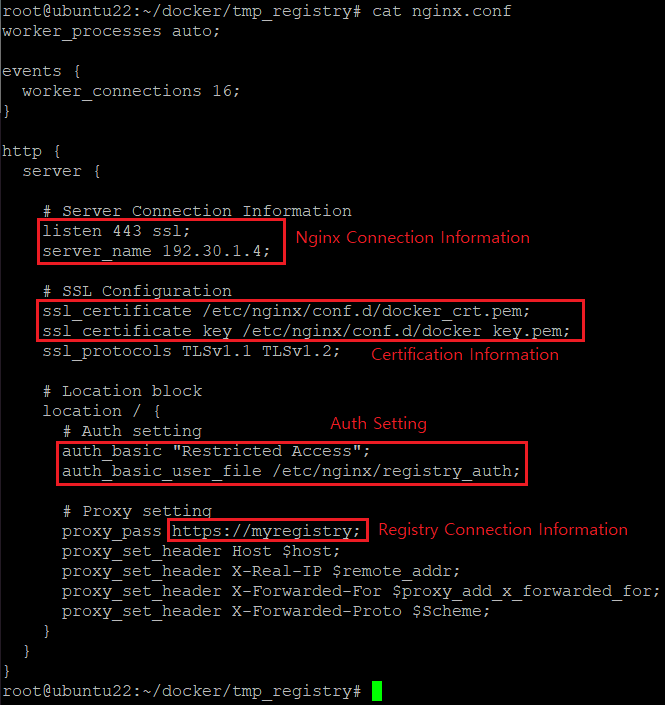 root@ubuntu22:~/docker/tmp_registry# cat nginx.conf
worker_processes auto;
events {
worker_connections 16;
}
http {
server {
# Server Connection Information
listen 443 ssl;
server_name 192.30.1.4;
Nginx Connection Information
# SSL Configuration
ssl_certificate /etc/nginx/conf.d/docker_crt.pem;
ssl_certificate_key /etc/nginx/conf.d/docker_key.pem;
ssl_protocols TLSv1.1 TLSv1.2;
Certification Information
# Location block
location / {
# Auth setting
Auth Setting
auth_basic "Restricted Access";
auth_basic_user_file /etc/nginx/registry_auth;
# Proxy setting
proxy_pass https://myregistry;
Registry Connection Information
proxy_set_header Host $host;
proxy_set_header X-Real-IP $remote_addr;
proxy_set_header X-Forwarded-For $proxy_add_x_forwarded_for;
proxy_set_header X-Forwarded-Proto $Scheme;
}
}
}
root@ubuntu22:~/docker/tmp_registry#